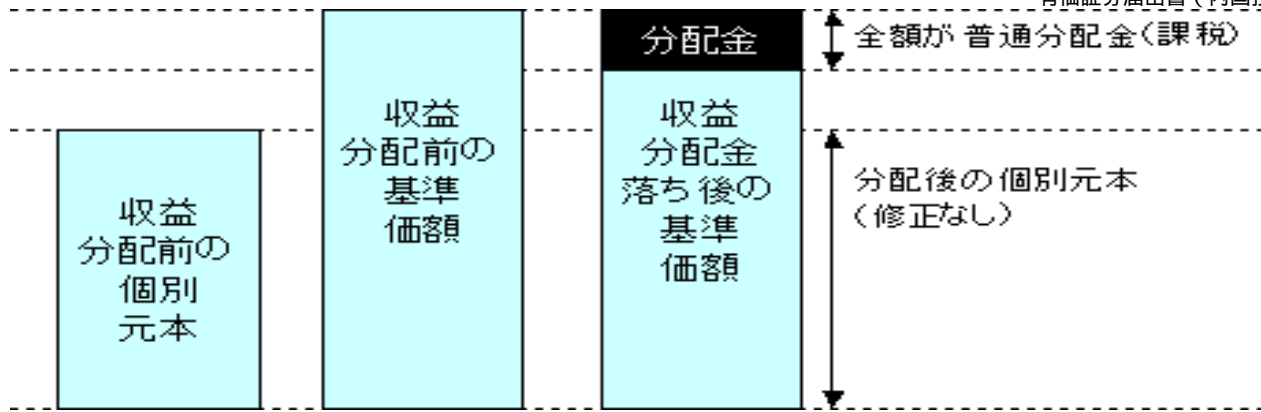 収益
分配前の
個別
元本
収益
分配前の
基準
価額
分配金
収益
分配金
落ち後の
基準
価額
全額が普通分配金(課税)
分配後の個別元本
(修正なし)